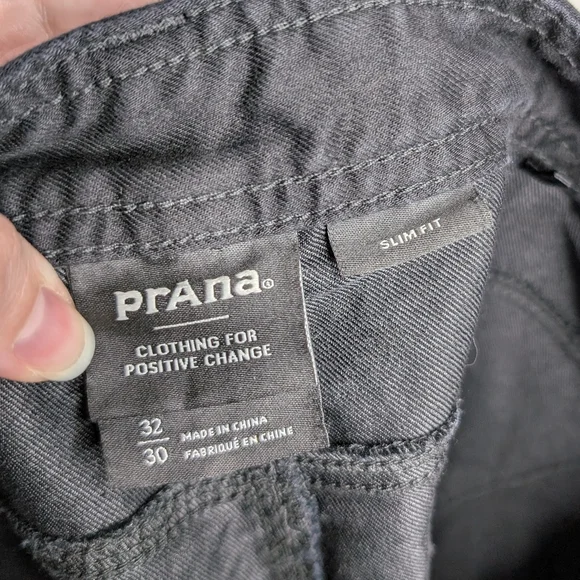 prAna®
SLIM FIT
CLOTHING FOR
POSITIVE CHANGE
32
30
MADE IN CHINA
FABRIQUÉ EN CHINE